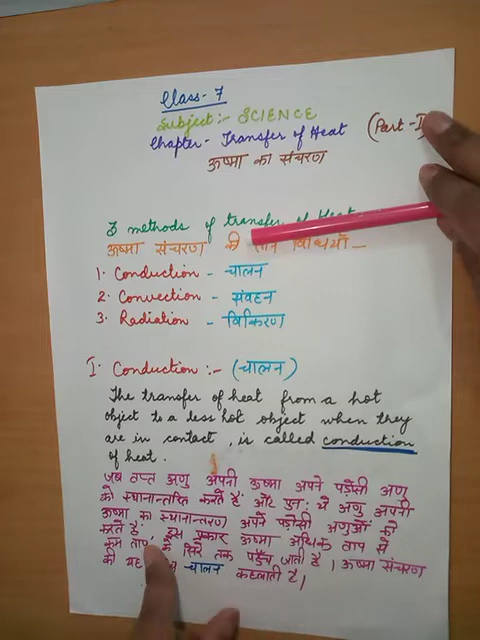 Class-7
Subject:- SCIENCE
Chapter- Transfer of Heat (Part-I
ऊष्मा का संचरण
3 methods of transfer of Heat
ऊष्मा संचरण की तीन विधियाँ –
1. Conduction - चालन
2. Convection - संवहन
3. Radiation - विकिरण
I. Conduction :- (चालन)
The transfer of heat from a hot
object to a less hot object when they
are in contact, is called conduction
of heat.
जब तप्त अणु अपनी ऊष्मा अपने पड़ोसी अणु
को स्थानान्तरित करते हैं और पुन: ये अणु अपनी
ऊष्मा का स्थानान्तरण अपने पड़ोसी अणुओं को
करते हैं। इस प्रकार ऊष्मा अधिक ताप से
कम ताप के सिरे तक पहुँच जाती है। ऊष्मा संचरण
की यह चालन कहलाती है।